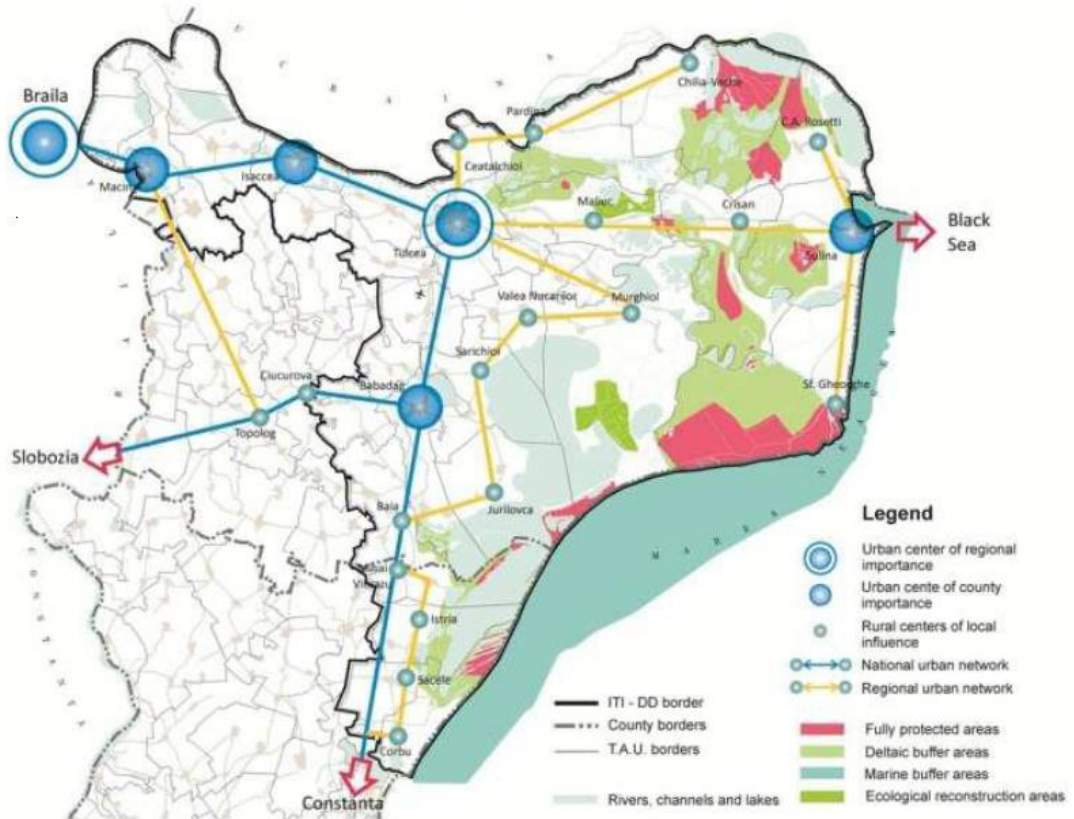 U C R A I N A
Braila
Chilia-Veche
Pardina
C.A. Rosetti
Ceatalchioi
Isaccea
Macin
Maliuc
Crisan
Black
Sea
Sulina
Tidcea
Valea Nucarilor
Murghiol
Sarichioi
Ciucurova
Babadag
Sf. Gheorghe
Topolog
Slobozia
Jurilovca
Baia
Mihai
Viteazu
Istria
Sacele
Corbu
Constanta
M A R E A N E A G R A
C O N S T A N T A
Legend
Urban center of regional
importance
Urban cente of county
importance
Rural centers of local
influence
National urban network
Regional urban network
ITI - DD border
County borders
T.A.U. borders
Rivers, channels and lakes
Fully protected areas
Deltaic buffer areas
Marine buffer areas
Ecological reconstruction areas